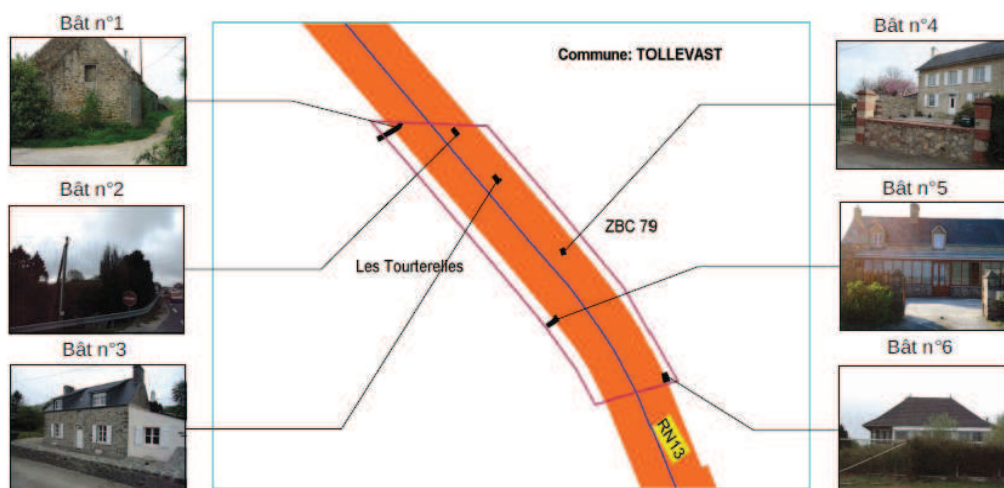 Bât n°1
Bât n°4
Commune: TOLLEVAST
Bât n°2
Bât n°5
ZBC 79
Les Tourterelles
Bât n°3
Bât n°6
RN13